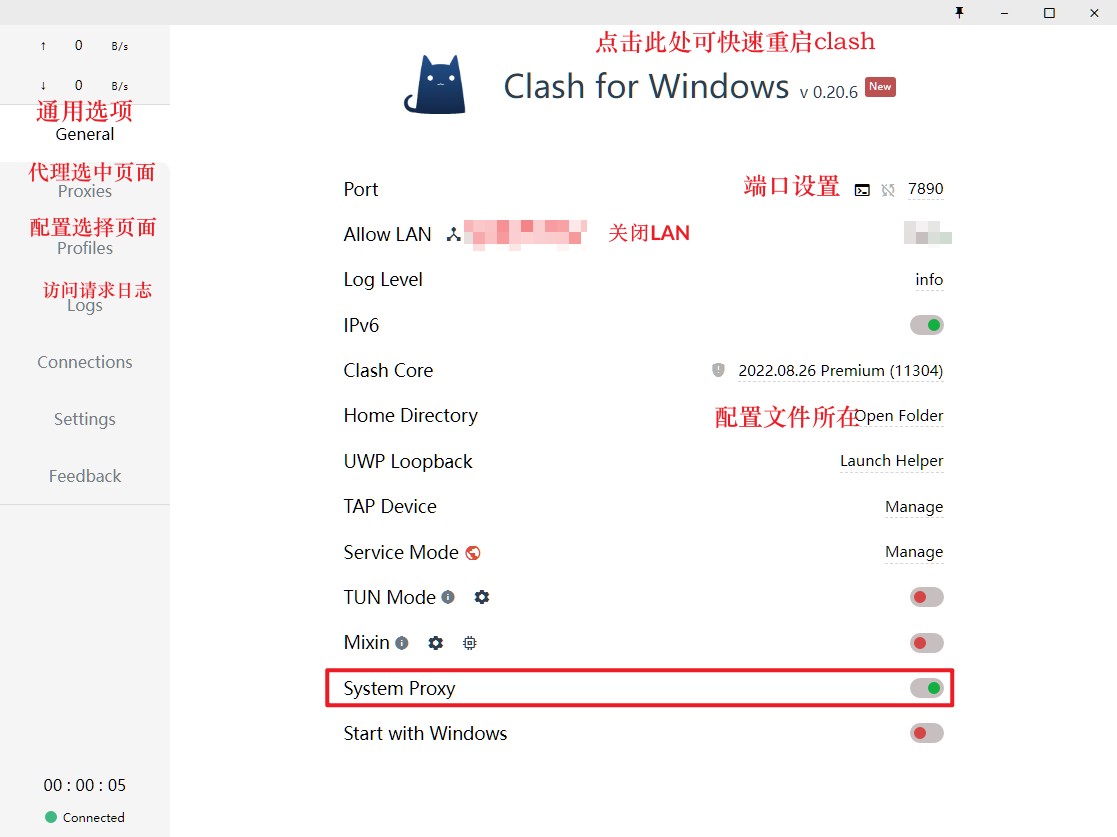 ↑ 0 B/s
↓ 0 B/s
通用选项
General
代理选中页面
Proxies
配置选择页面
Profiles
访问请求日志
Logs
Connections
Settings
Feedback
00 : 00 : 05
Connected
点击此处可快速重启clash
Clash for Windows v 0.20.6 New
Port 端口设置 7890
Allow LAN 关闭LAN
Log Level info
IPv6
Clash Core 2022.08.26 Premium (11304)
Home Directory 配置文件所在 Open Folder
UWP Loopback Launch Helper
TAP Device Manage
Service Mode Manage
TUN Mode
Mixin
System Proxy
Start with Windows